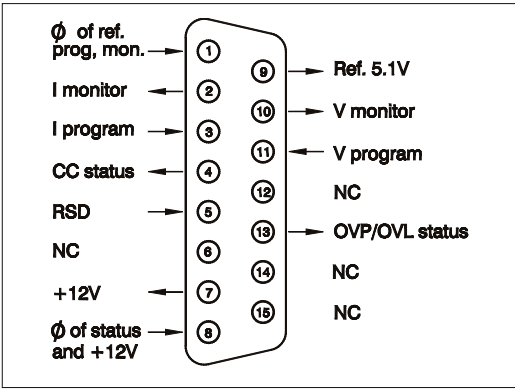 Ø of ref.
prog, mon.
1
I monitor
2
I program
3
CC status
4
RSD
5
NC
6
+12V
7
Ø of status
and +12V
8
9
Ref. 5.1V
10
V monitor
11
V program
12
NC
13
OVP/OVL status
14
NC
15
NC